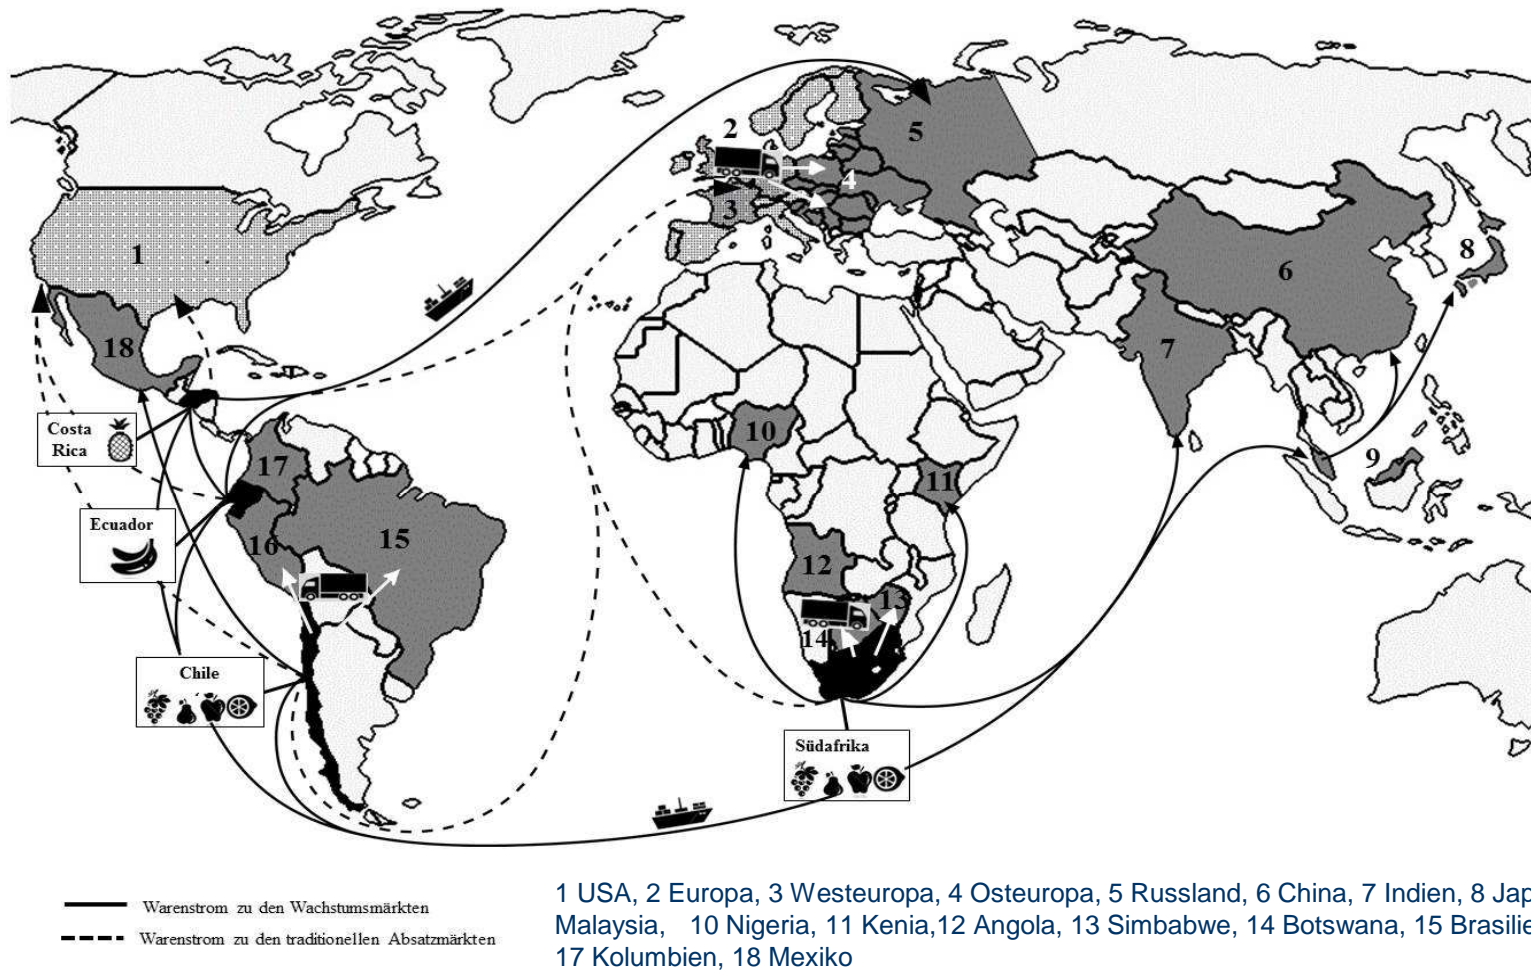 2
5
4
3
1
6
8
7
18
Costa
Rica
17
10
9
11
Ecuador
16
15
12
13
14
Chile
Südafrika
Warenstrom zu den Wachstumsmärkten
Warenstrom zu den traditionellen Absatzmärkten
1 USA, 2 Europa, 3 Westeuropa, 4 Osteuropa, 5 Russland, 6 China, 7 Indien, 8 Jap
Malaysia, 10 Nigeria, 11 Kenia,12 Angola, 13 Simbabwe, 14 Botswana, 15 Brasilie
17 Kolumbien, 18 Mexiko